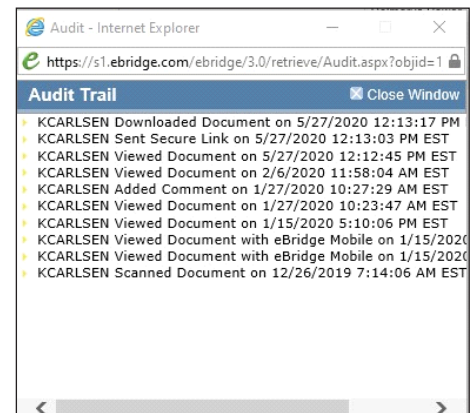 Audit - Internet Explorer
https://s1.ebridge.com/ebridge/3.0/retrieve/Audit.aspx?objid=1
Audit Trail Close Window
KCARLSEN Downloaded Document on 5/27/2020 12:13:17 PM
KCARLSEN Sent Secure Link on 5/27/2020 12:13:03 PM EST
KCARLSEN Viewed Document on 5/27/2020 12:12:45 PM EST
KCARLSEN Viewed Document on 2/6/2020 11:58:04 AM EST
KCARLSEN Added Comment on 1/27/2020 10:27:29 AM EST
KCARLSEN Viewed Document on 1/27/2020 10:23:47 AM EST
KCARLSEN Viewed Document on 1/15/2020 5:10:06 PM EST
KCARLSEN Viewed Document with eBridge Mobile on 1/15/2020
KCARLSEN Viewed Document with eBridge Mobile on 1/15/2020
KCARLSEN Scanned Document on 12/26/2019 7:14:06 AM EST